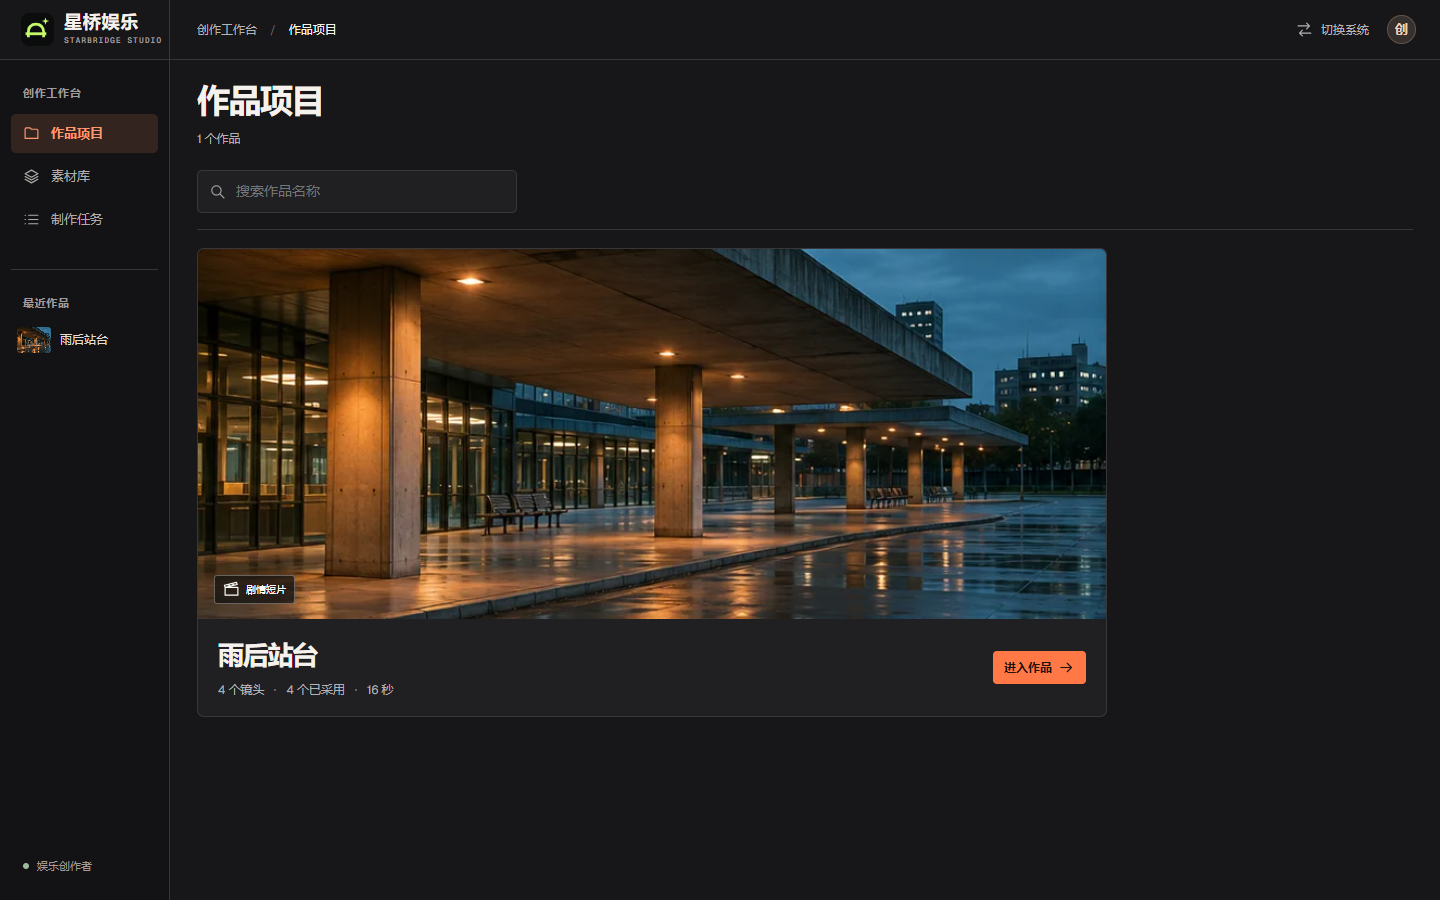 星桥娱乐
STARBRIDGE STUDIO
创作工作台 / 作品项目
切换系统
创
创作工作台
作品项目
素材库
制作任务
最近作品
雨后站台
娱乐创作者
作品项目
1 个作品
搜索作品名称
剧情短片
雨后站台
4 个镜头 · 4 个已采用 · 16 秒
进入作品